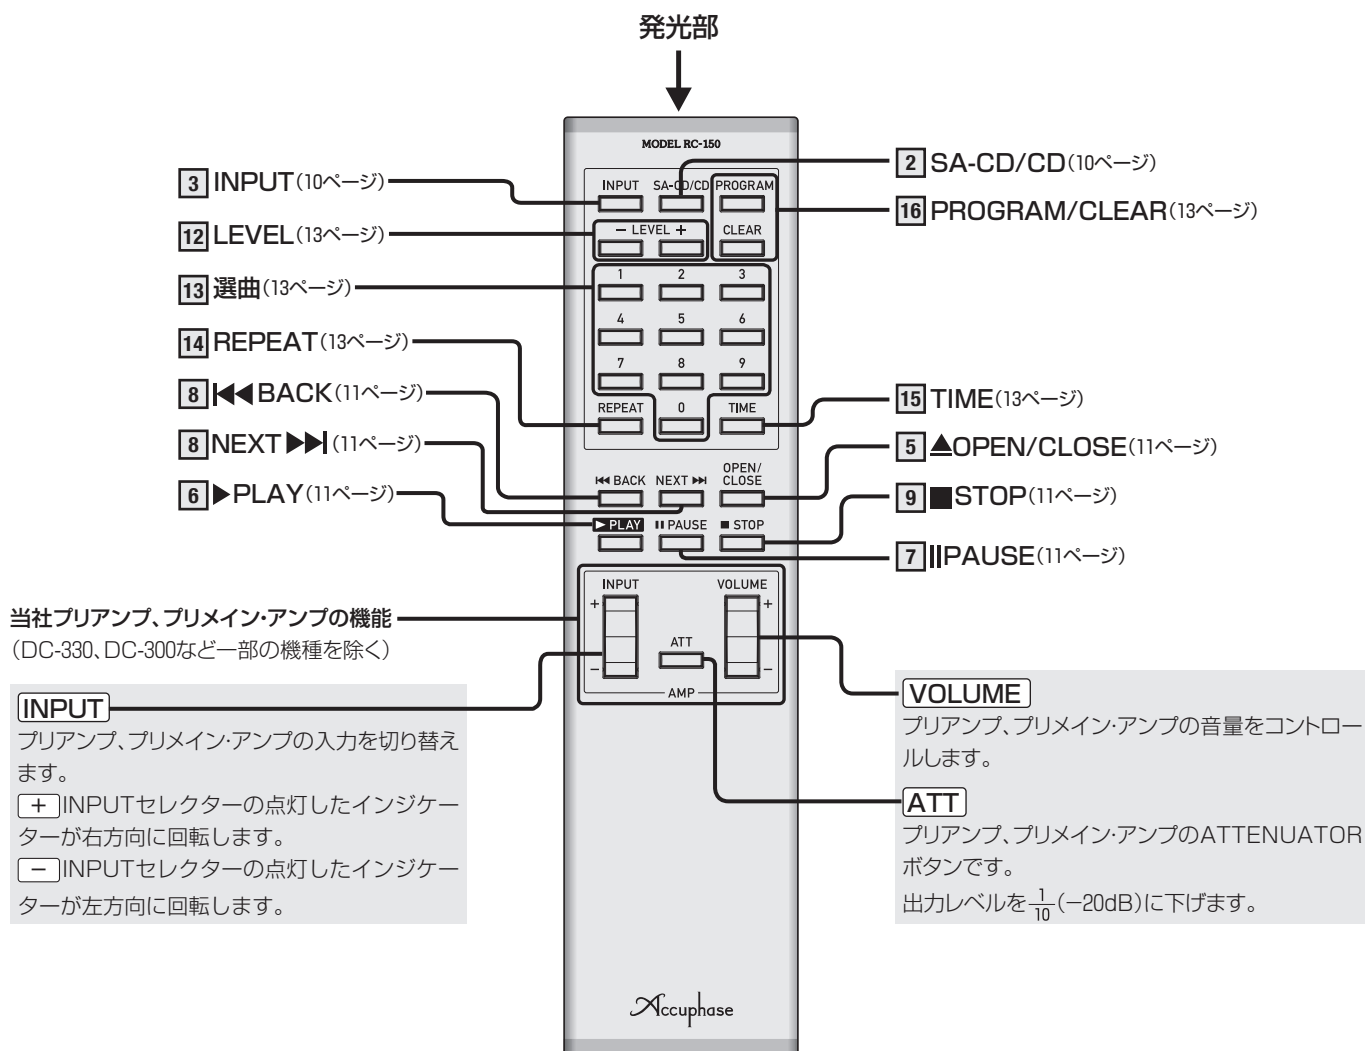 発光部
3 INPUT(10ページ)
12 LEVEL(13ページ)
13 選曲(13ページ)
14 REPEAT(13ページ)
8 |◀◀ BACK(11ページ)
8 NEXT ▶▶| (11ページ)
6 ▶PLAY(11ページ)
当社プリアンプ、プリメイン・アンプの機能
(DC-330、DC-300など一部の機種を除く)
INPUT
プリアンプ、プリメイン・アンプの入力を切り替え
ます。
+ INPUTセレクターの点灯したインジケー
ターが右方向に回転します。
− INPUTセレクターの点灯したインジケー
ターが左方向に回転します。
MODEL RC-150
INPUT SA-CD/CD PROGRAM
− LEVEL + CLEAR
1 2 3
4 5 6
7 8 9
REPEAT 0 TIME
|◀◀ BACK NEXT ▶▶| OPEN/
CLOSE
▶ PLAY II PAUSE ■ STOP
INPUT VOLUME
+ +
ATT
− −
AMP
Accuphase
2 SA-CD/CD(10ページ)
16 PROGRAM/CLEAR(13ページ)
15 TIME(13ページ)
5 ▲OPEN/CLOSE(11ページ)
9 ■STOP(11ページ)
7 ||PAUSE(11ページ)
VOLUME
プリアンプ、プリメイン・アンプの音量をコントロー
ルします。
ATT
プリアンプ、プリメイン・アンプのATTENUATOR
ボタンです。
出力レベルを1/10(−20dB)に下げます。